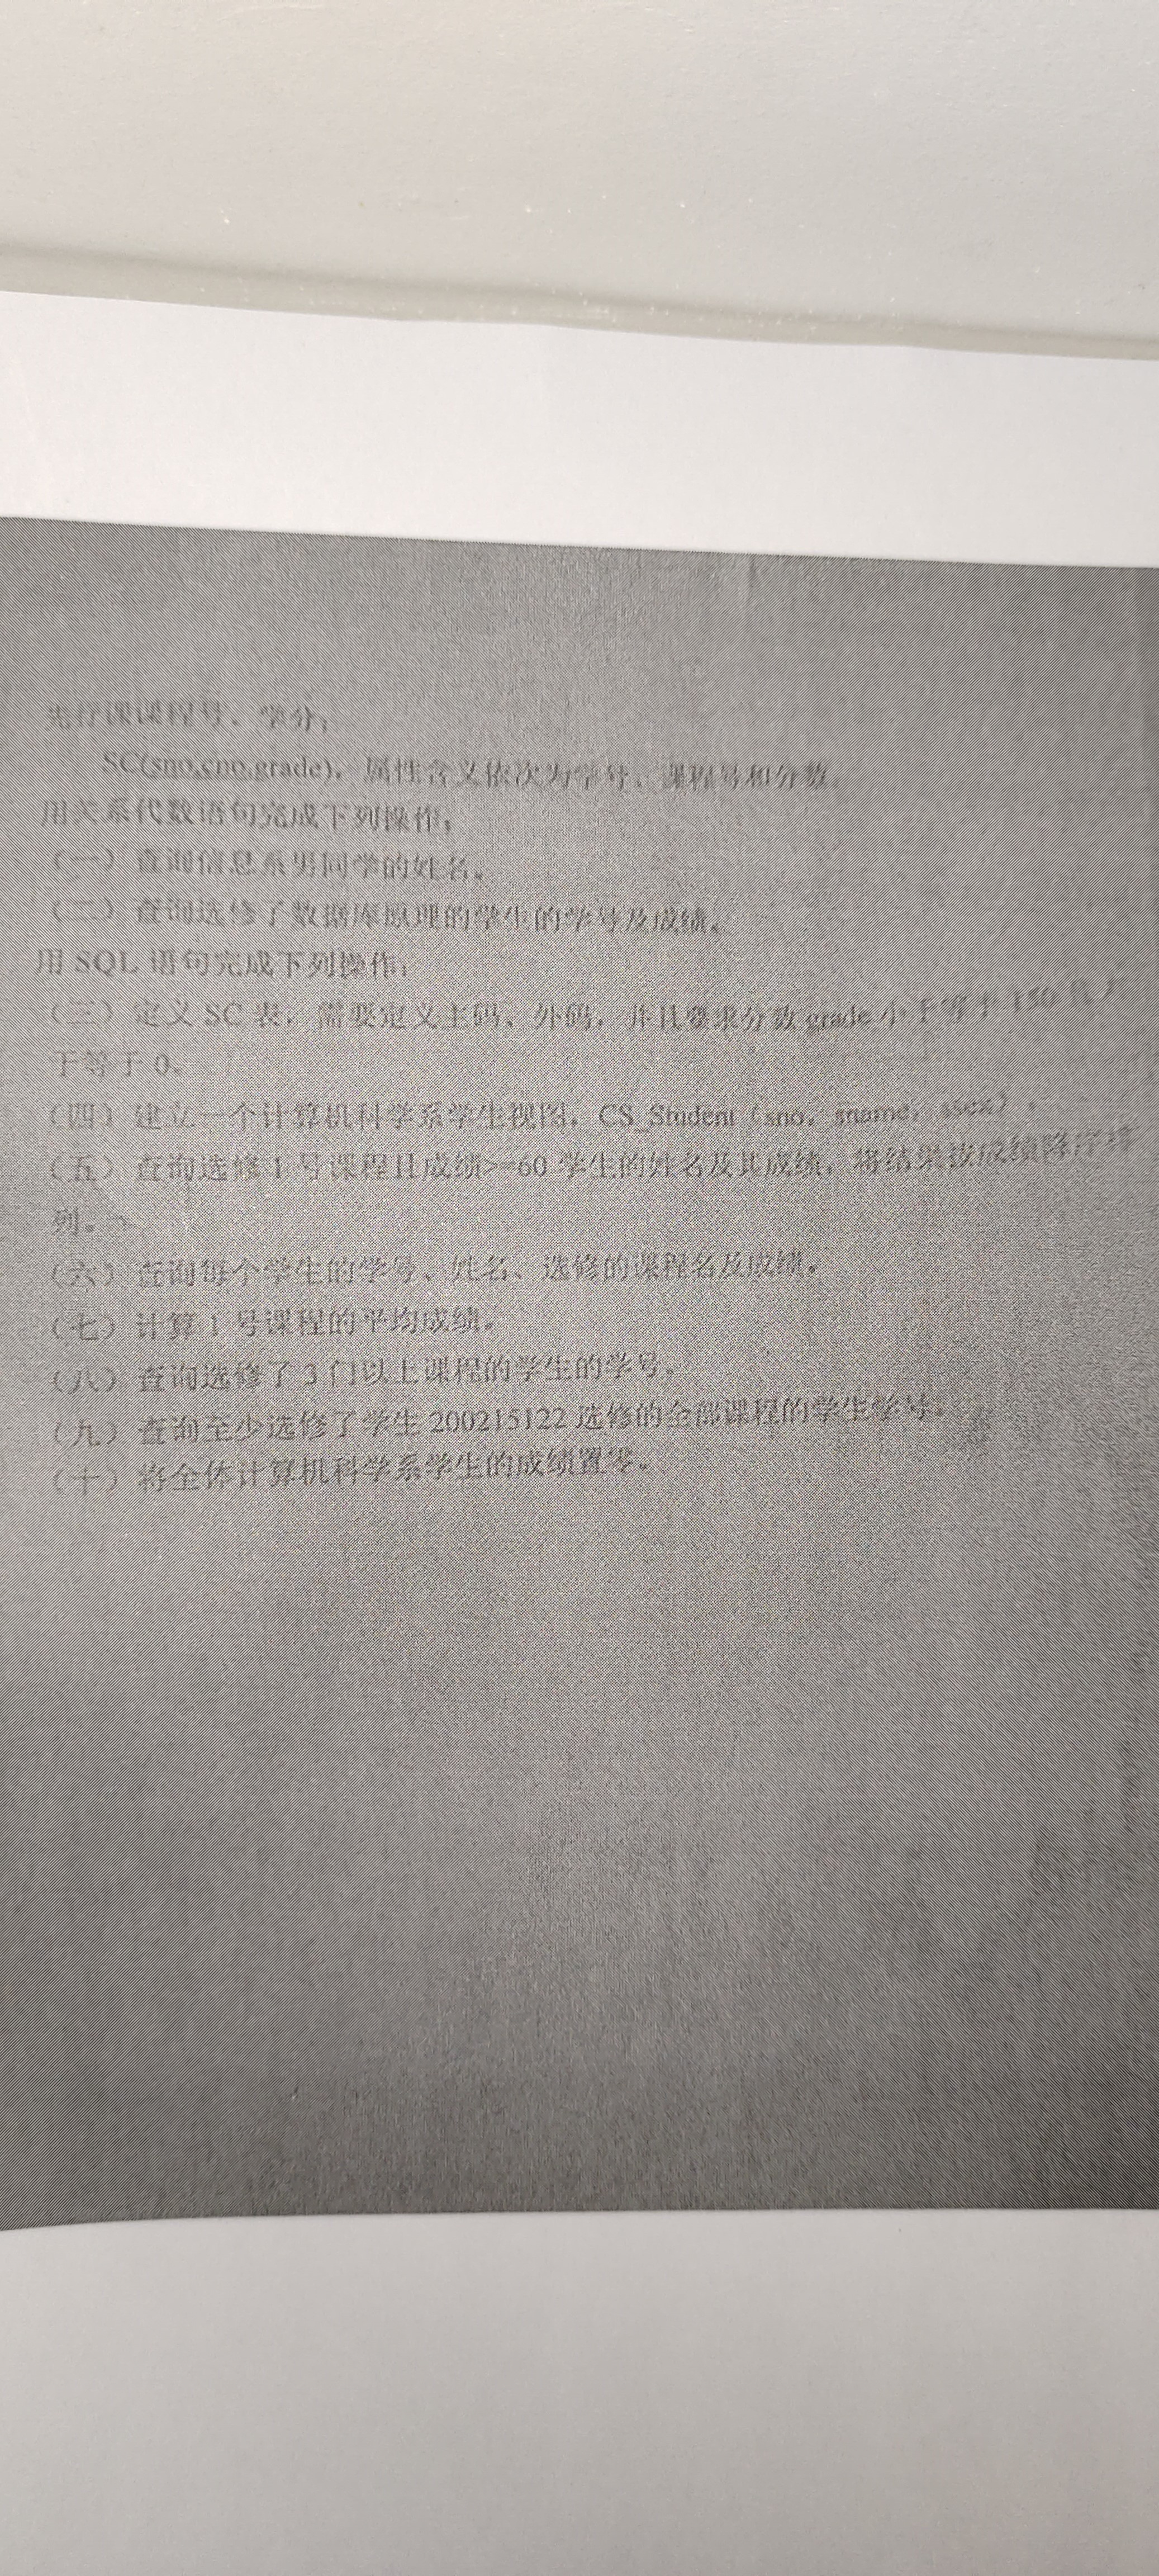 先行课课程号、学分；
SC(sno,cno,grade)，属性含义依次为学号、课程号和分数。
用关系代数语句完成下列操作：
（一）查询信息系男同学的姓名。
（二）查询选修了数据库原理的学生的学号及成绩。
用 SQL 语句完成下列操作：
（三）定义 SC 表，需要定义主码、外码，并且要求分数 grade 小于等于 150
于等于 0。
（四）建立一个计算机科学系学生视图，CS_Student（sno，sname，ssex）。
（五）查询选修 1 号课程且成绩>=60 学生的姓名及其成绩，将结果按成绩降序排
列。
（六）查询每个学生的学号、姓名、选修的课程名及成绩。
（七）计算 1 号课程的平均成绩。
（八）查询选修了 3 门以上课程的学生的学号。
（九）查询至少选修了学生 200215122 选修的全部课程的学生学号。
（十）将全体计算机科学系学生的成绩置零。